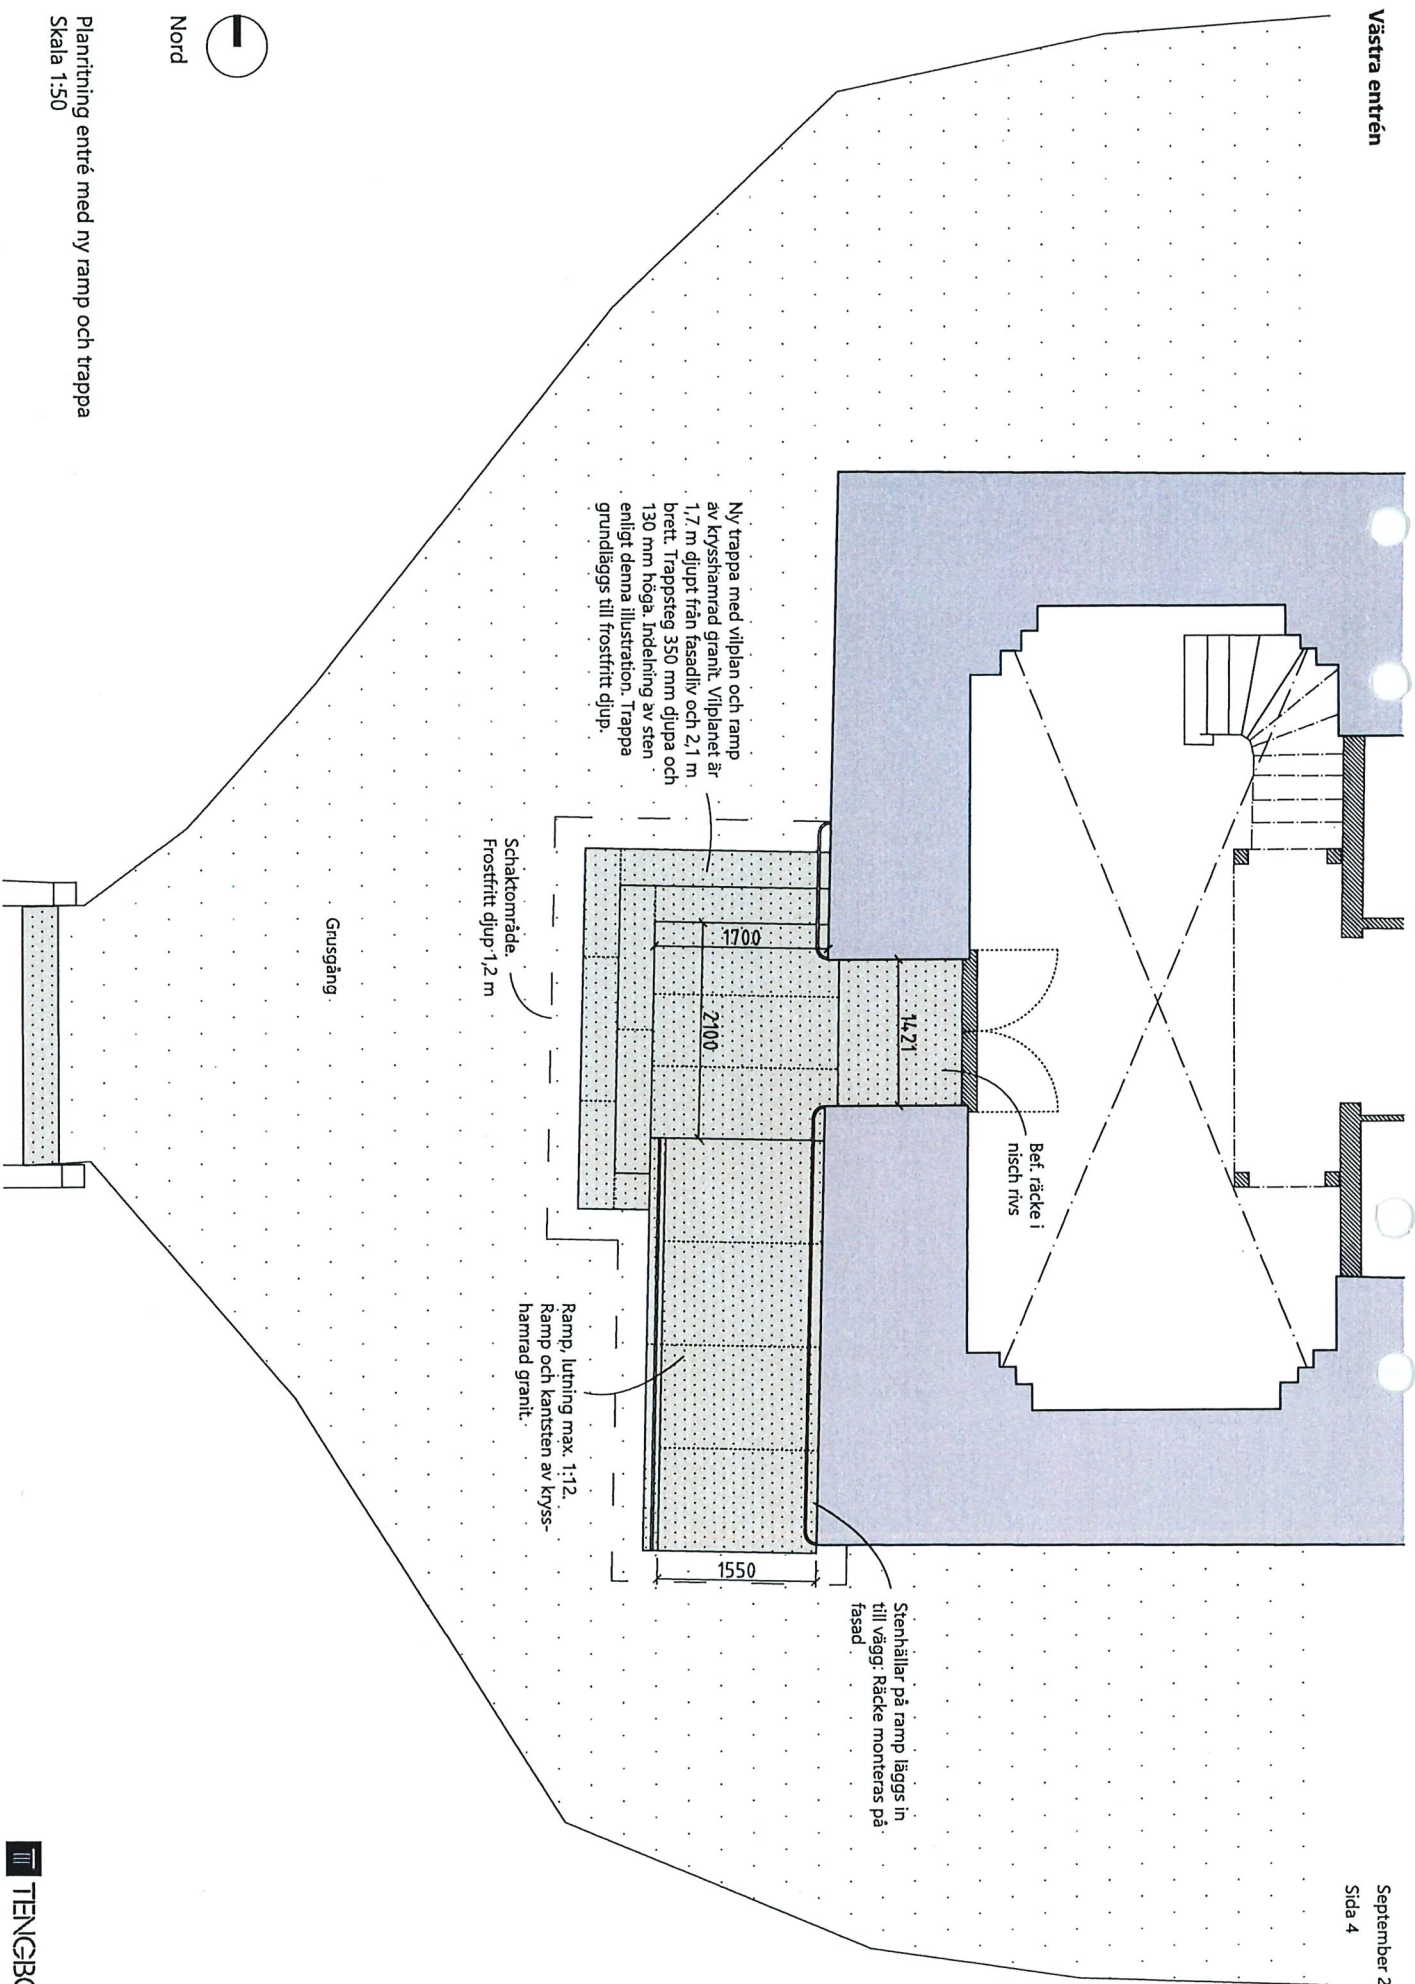 Västra entrén
September 2
Sida 4
Bef. räcke i
nisch rivs
1421
1700
2100
1550
Ny trappa med vilplan och ramp
av krysshamrad granit. Vilplanet är
1,7 m djupt från fasadliv och 2,1 m
brett. Trappsteg 350 mm djupa och
130 mm höga. Indelning av sten
enligt denna illustration. Trappa
grundläggs till frostfritt djup.
Stenhällar på ramp läggs in
till vägg. Räcke monteras på
fasad
Schaktområde.
Frostfritt djup 1,2 m
Ramp, lutning max. 1:12.
Ramp och kantsten av kryss-
hamrad granit.
Grusgång
Nord
Planritning entré med ny ramp och trappa
Skala 1:50